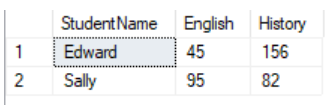 StudentName English History
1 Edward 45 156
2 Sally 95 82